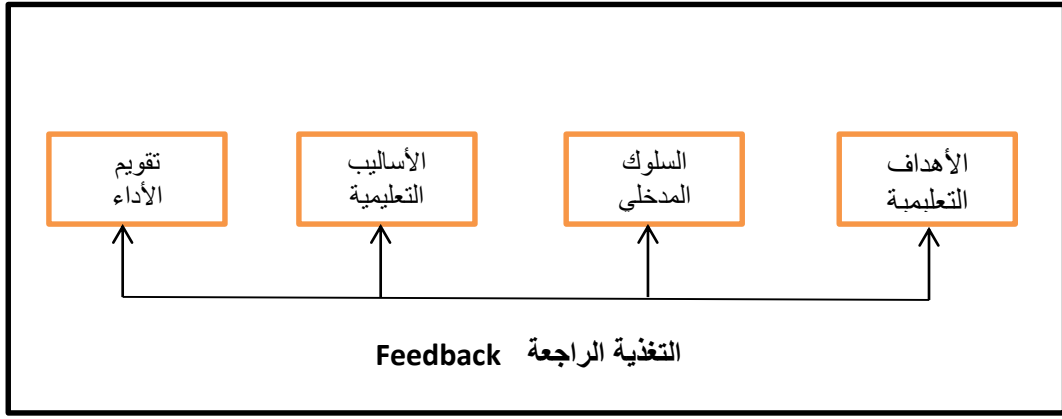 الأهداف
التعليمية
السلوك
المدخلي
الأساليب
التعليمية
تقويم
الأداء
التغذية الراجعة Feedback